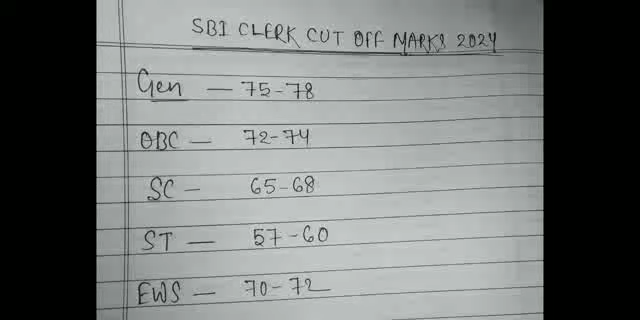 SBI CLERK CUT OFF MARKS 2024
Gen — 75-78
OBC — 72-74
SC - 65-68
ST — 57-60
EWS — 70-72